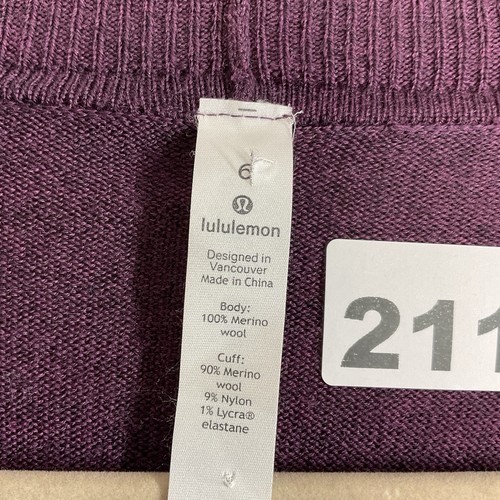 6
lululemon
Designed in
Vancouver
Made in China
Body:
100% Merino
wool
Cuff:
90% Merino
wool
9% Nylon
1% Lycra®
elastane
211